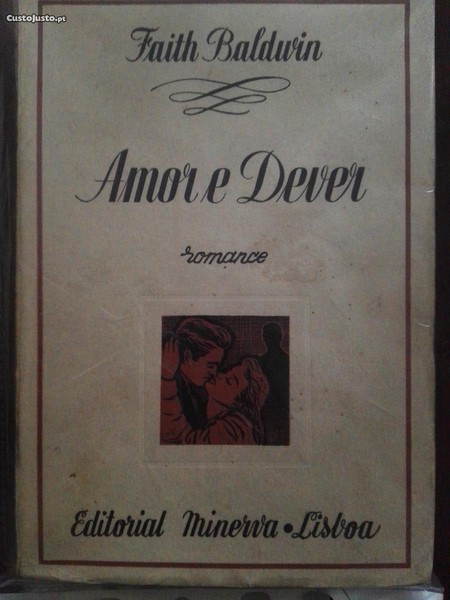 CustoJusto.pt
Faith Baldwin
Amor e Dever
romance
Editorial Minerva • Lisboa